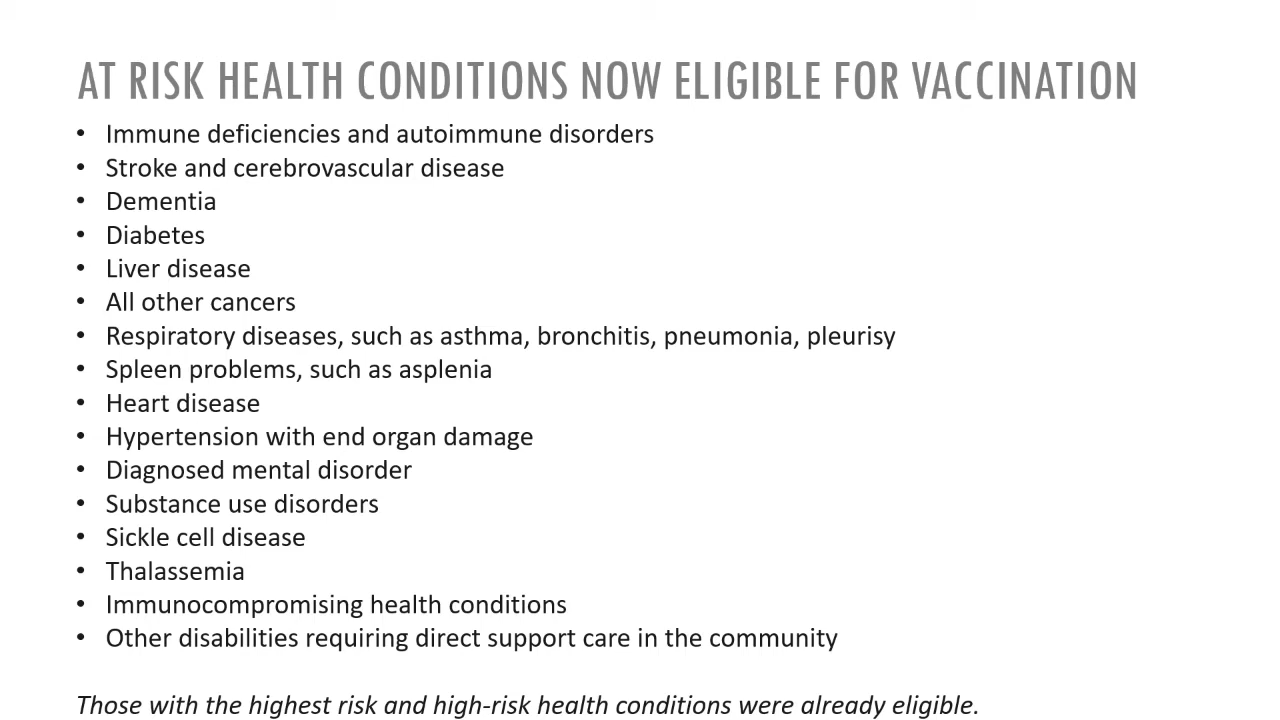 AT RISK HEALTH CONDITIONS NOW ELIGIBLE FOR VACCINATION
• Immune deficiencies and autoimmune disorders
• Stroke and cerebrovascular disease
• Dementia
• Diabetes
• Liver disease
• All other cancers
• Respiratory diseases, such as asthma, bronchitis, pneumonia, pleurisy
• Spleen problems, such as asplenia
• Heart disease
• Hypertension with end organ damage
• Diagnosed mental disorder
• Substance use disorders
• Sickle cell disease
• Thalassemia
• Immunocompromising health conditions
• Other disabilities requiring direct support care in the community
Those with the highest risk and high-risk health conditions were already eligible.